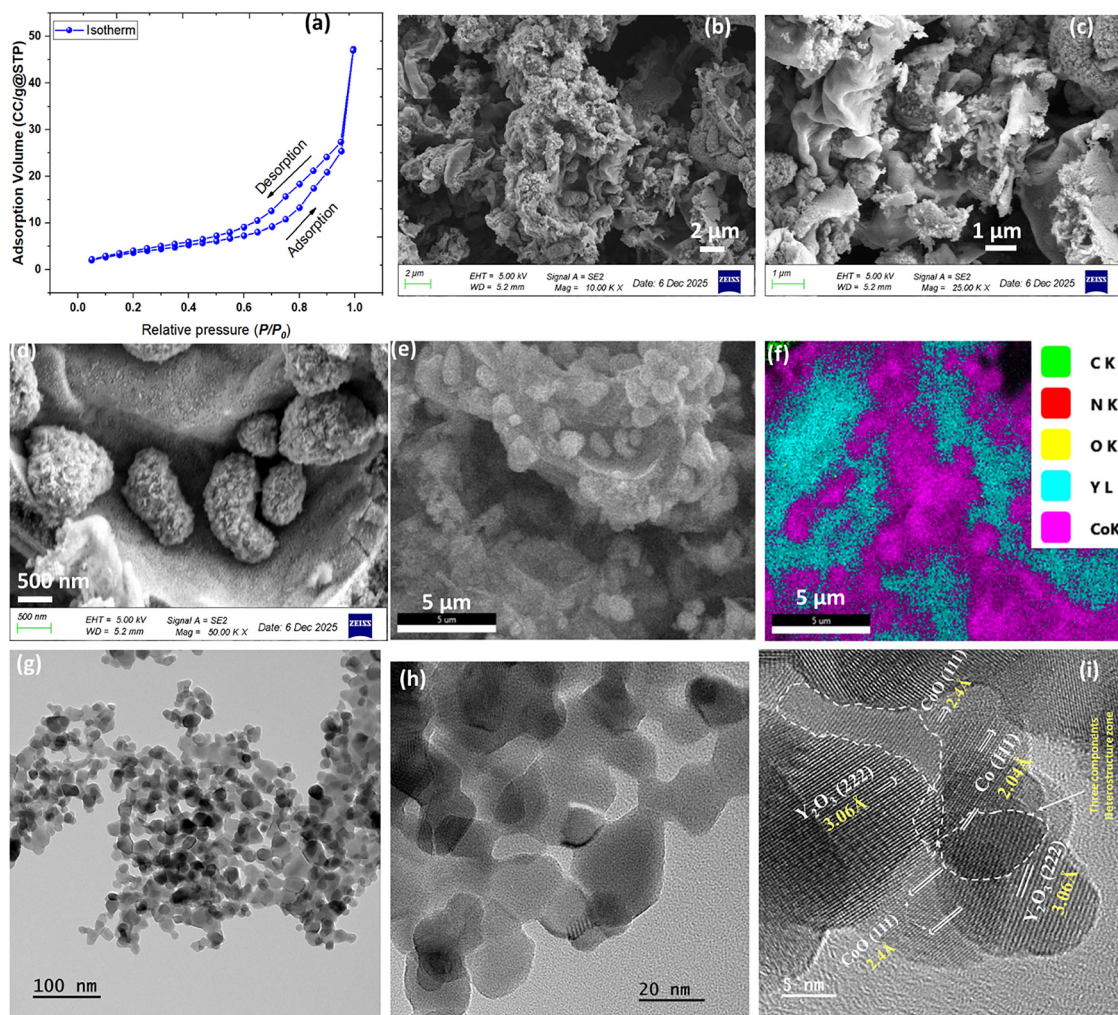 (a)
Isotherm
50
40
30
20
10
0
Adsorption Volume (CC/g@STP)
Desorption
Adsorption
0.0 0.2 0.4 0.6 0.8 1.0
Relative pressure (P/P0)
(b)
2 µm
2 µm
EHT = 5.00 kV Signal A = SE2
WD = 5.2 mm Mag = 10.00 K X
Date: 6 Dec 2025
ZEISS
(c)
1 µm
1 µm
EHT = 5.00 kV Signal A = SE2
WD = 5.2 mm Mag = 25.00 K X
Date: 6 Dec 2025
ZEISS
(d)
500 nm
500 nm
EHT = 5.00 kV Signal A = SE2
WD = 5.2 mm Mag = 50.00 K X
Date: 6 Dec 2025
ZEISS
(e)
5 µm
5 um
(f)
C K
N K
O K
Y L
CoK
5 µm
5 um
(g)
100 nm
(h)
20 nm
(i)
CoO (111)
2.4Å
Co (111)
2.04Å
Y2O3 (222)
3.06Å
Three components
Heterostructure zone
Y2O3 (222)
3.06Å
CoO (111)
2.4Å
5 nm